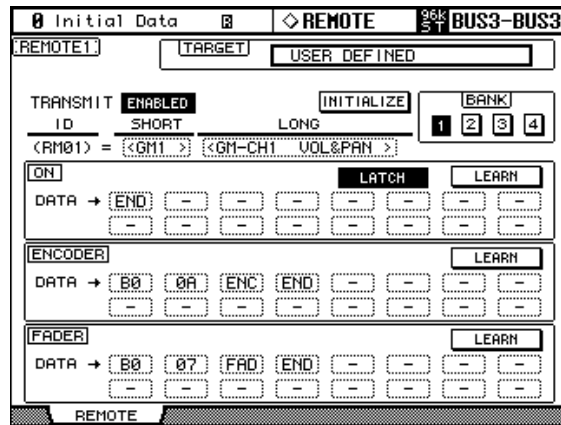 0 Initial Data R ◇REMOTE 96k ST BUS3-BUS3
REMOTE1 TARGET USER DEFINED
TRANSMIT ENABLED INITIALIZE BANK
ID SHORT LONG 1 2 3 4
(RM01) = <GM1 > <GM-CH1 VOL&PAN >
ON LATCH LEARN
DATA → END - - - - - - -
- - - - - - - -
ENCODER LEARN
DATA → B0 0A ENC END - - - -
- - - - - - - -
FADER LEARN
DATA → B0 07 FAD END - - - -
- - - - - - - -
REMOTE